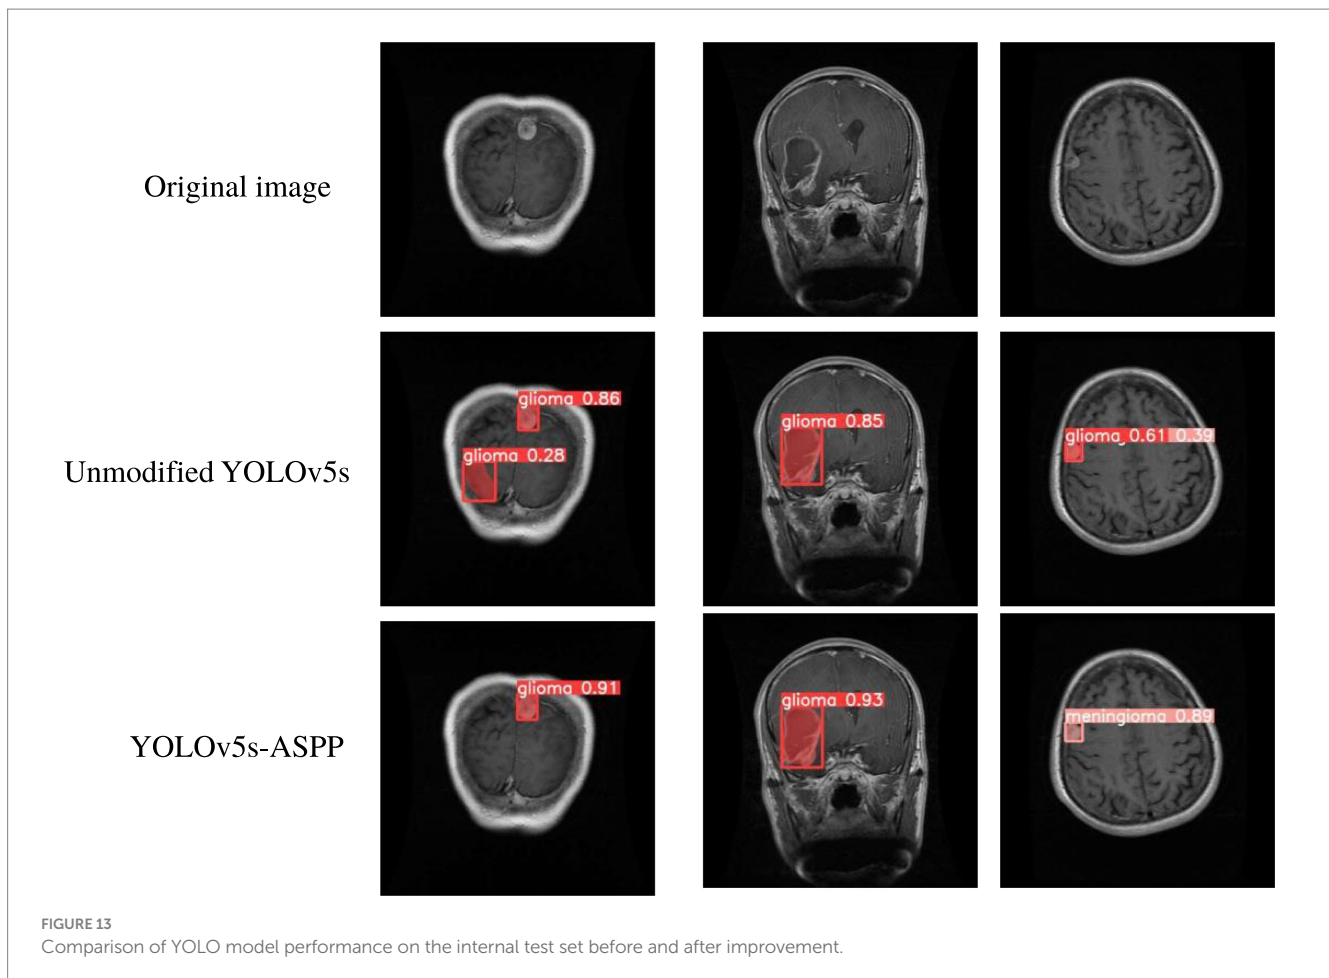 Original image
Unmodified YOLOv5s
glioma 0.86
glioma 0.28
glioma 0.85
glioma 0.61 0.39
YOLOv5s-ASPP
glioma 0.91
glioma 0.93
meningioma 0.89
FIGURE 13
Comparison of YOLO model performance on the internal test set before and after improvement.